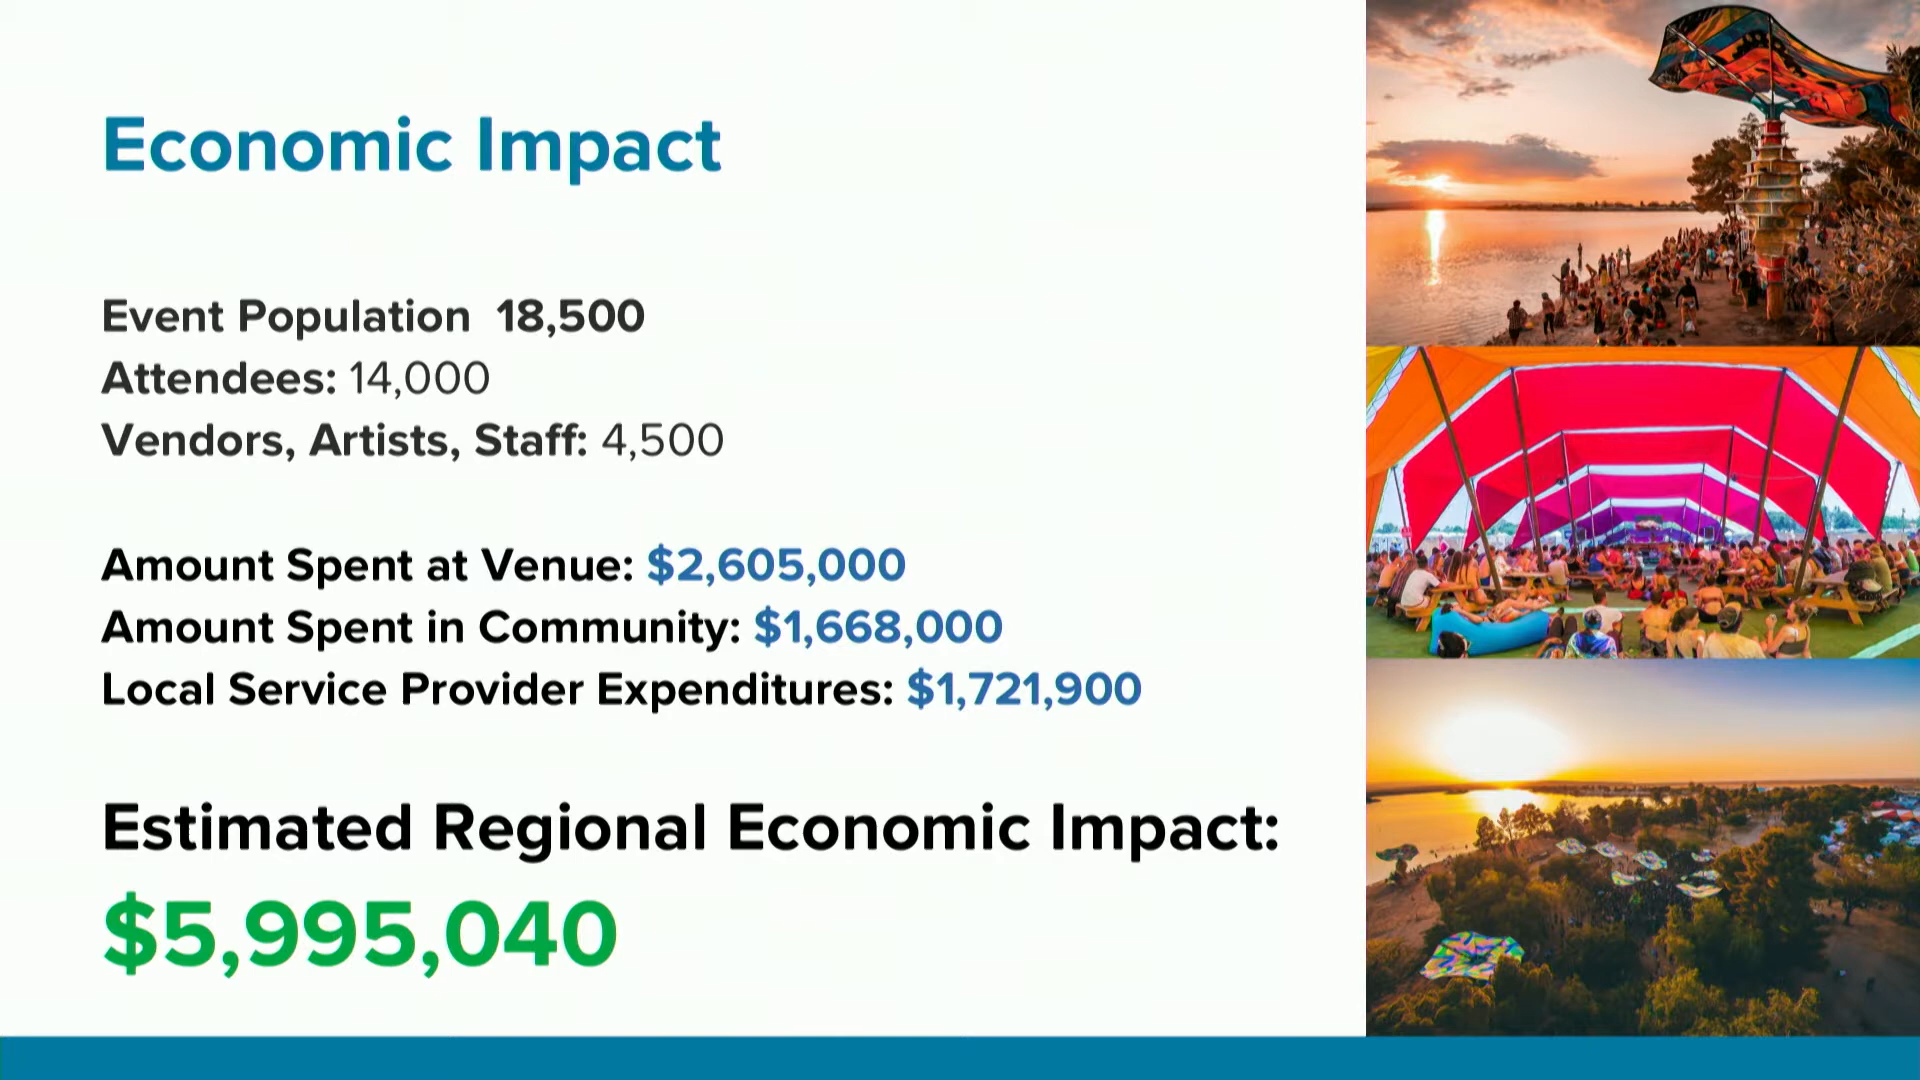 Economic Impact
Event Population 18,500
Attendees: 14,000
Vendors, Artists, Staff: 4,500
Amount Spent at Venue: $2,605,000
Amount Spent in Community: $1,668,000
Local Service Provider Expenditures: $1,721,900
Estimated Regional Economic Impact:
$5,995,040